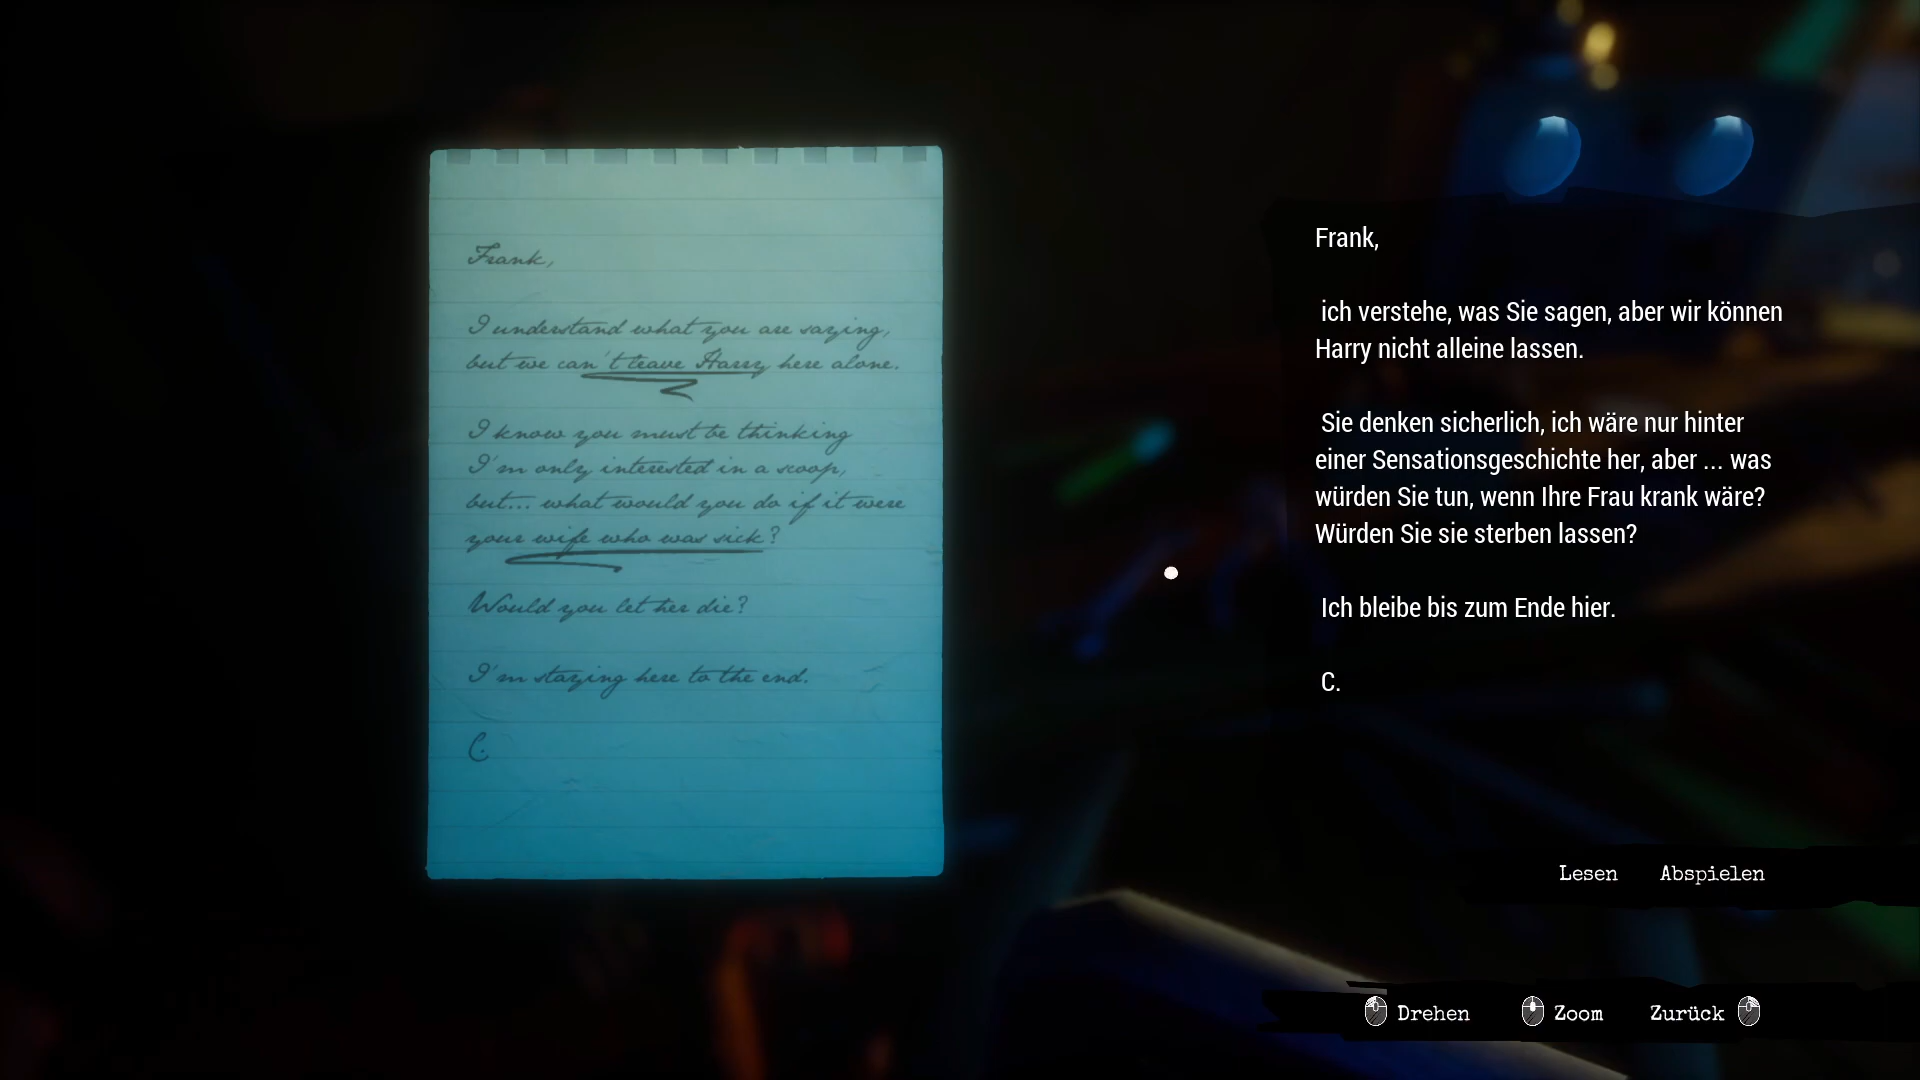 Frank,
I understand what you are saying,
but we can't leave Harry here alone.
I know you must be thinking
I'm only interested in a scoop,
but... what would you do if it were
your wife who was sick?
Would you let her die?
I'm staying here to the end.
C.
Frank,
ich verstehe, was Sie sagen, aber wir können
Harry nicht alleine lassen.
Sie denken sicherlich, ich wäre nur hinter
einer Sensationsgeschichte her, aber ... was
würden Sie tun, wenn Ihre Frau krank wäre?
Würden Sie sie sterben lassen?
Ich bleibe bis zum Ende hier.
C.
Lesen Abspielen
Drehen Zoom Zurück